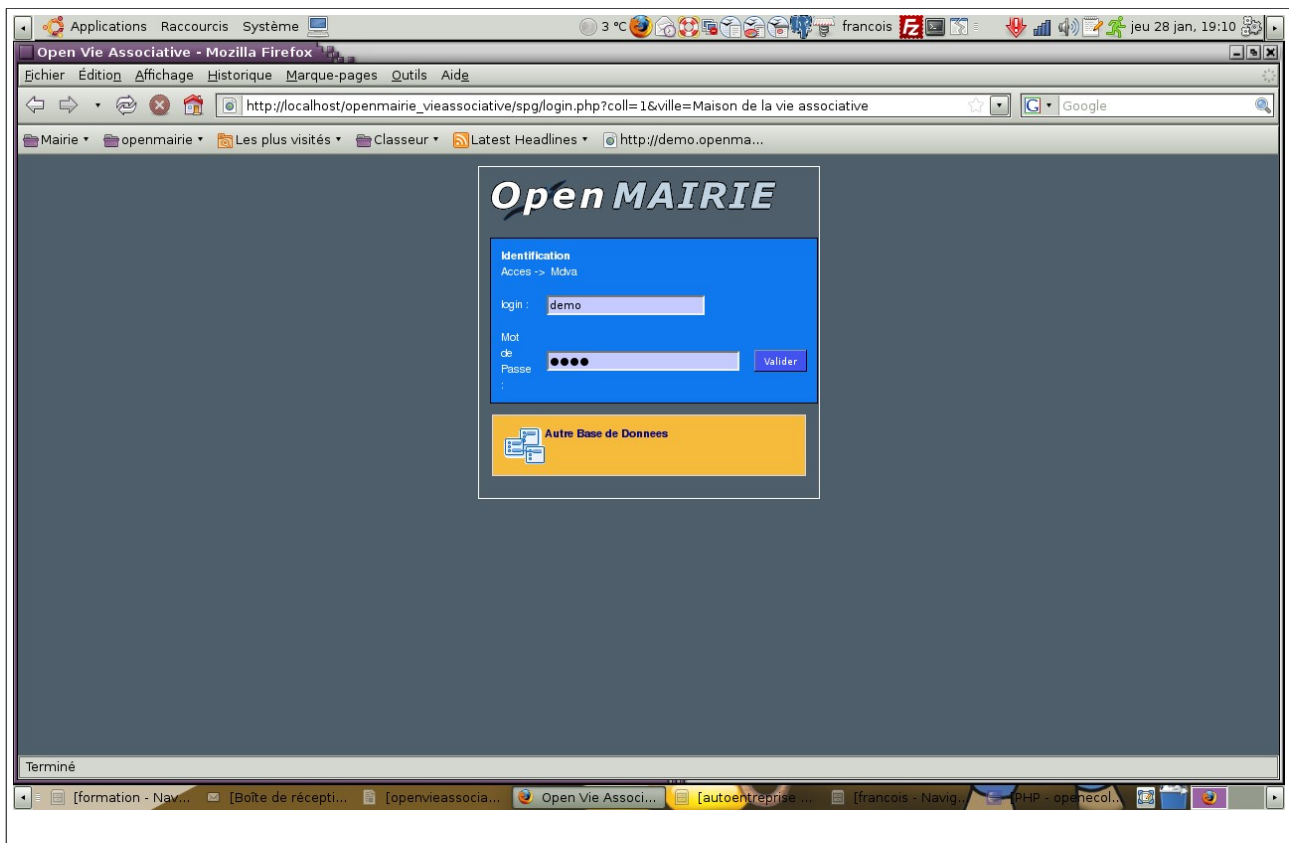 Applications Raccourcis Système 3 °C francois jeu 28 jan, 19:10
Open Vie Associative - Mozilla Firefox
Fichier Édition Affichage Historique Marque-pages Outils Aide
http://localhost/openmairie_vieassociative/spg/login.php?coll=1&ville=Maison de la vie associative G Google
Mairie openmairie Les plus visités Classeur Latest Headlines http://demo.openma...
Open MAIRIE
Identification
Acces -> Mdva
login : demo
Mot
de
Passe ●●●● Valider
:
Autre Base de Donnees
Terminé
[formation - Nav... [Boîte de récepti... [openvieassocia... Open Vie Associ... [autoentreprise ... [francois - Navig... [PHP - openecol...